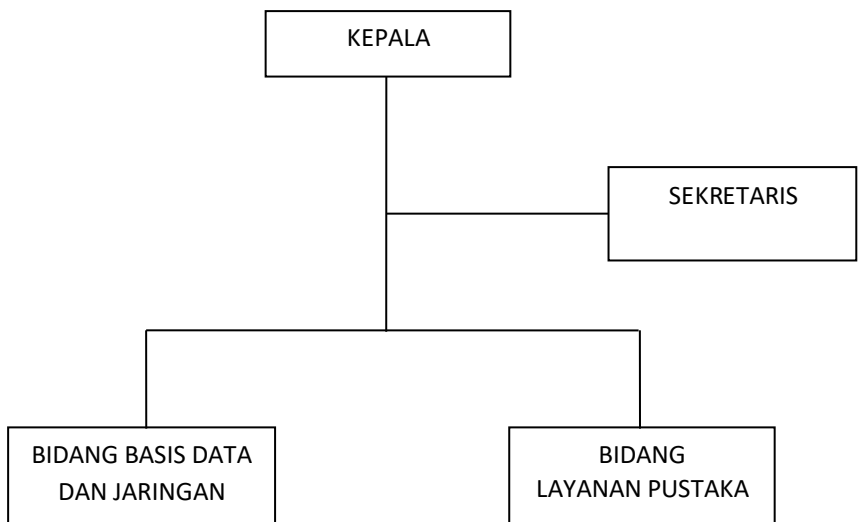 KEPALA
SEKRETARIS
BIDANG BASIS DATA
DAN JARINGAN
BIDANG
LAYANAN PUSTAKA